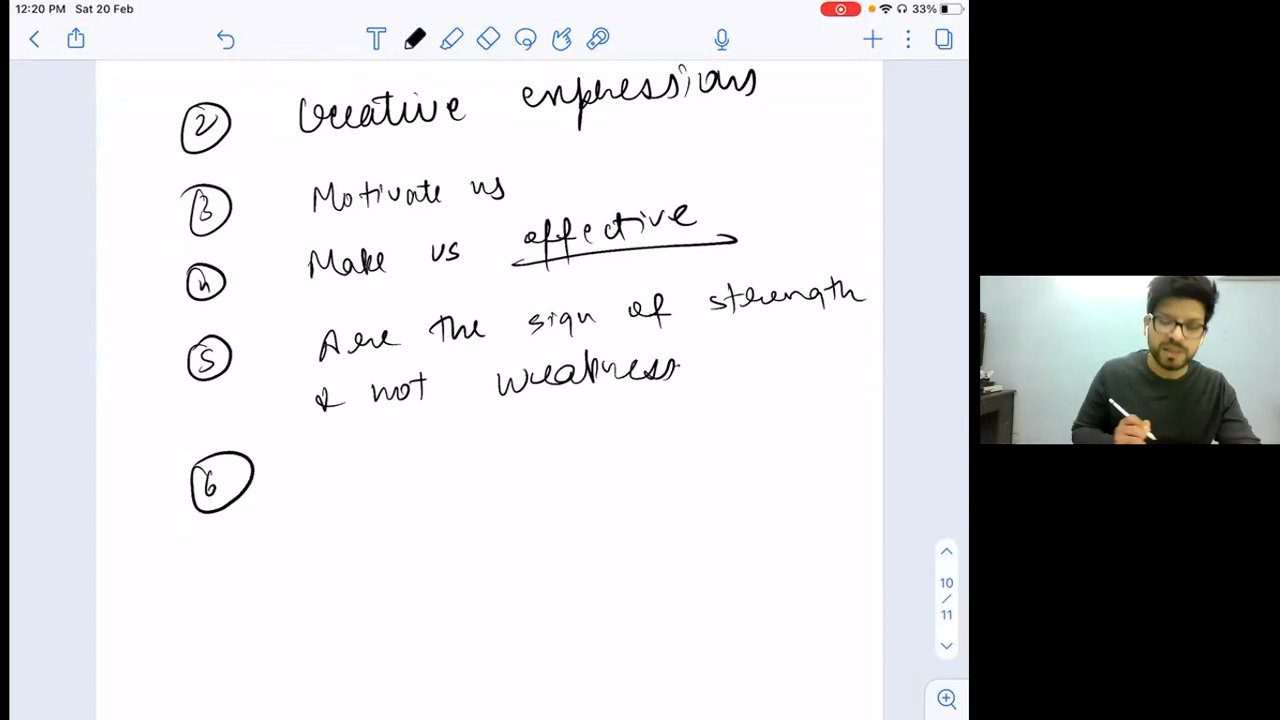 12:20 PM Sat 20 Feb 33%
2 Creative expressions
3 Motivate us
4 Make us affective
5 Are the sign of strength
& not weakness
6
10
/
11